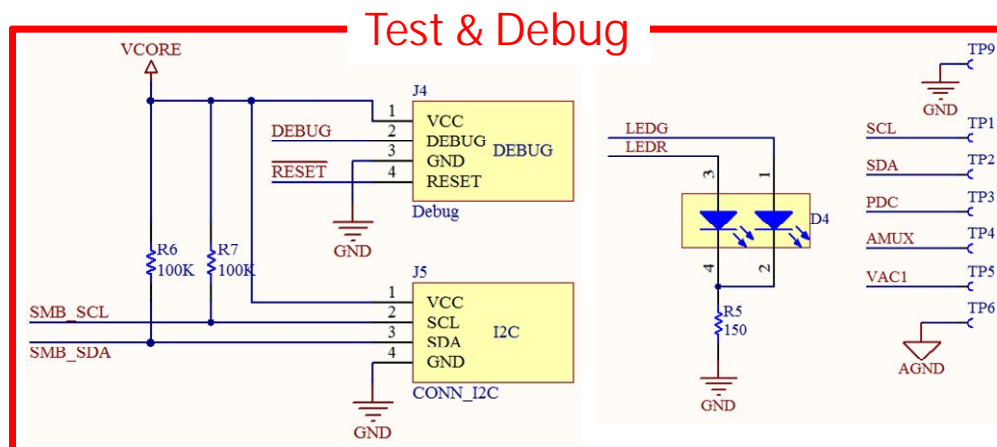 Test & Debug
VCORE
J4
1 VCC
DEBUG 2 DEBUG DEBUG
3 GND
RESET 4 RESET
Debug
GND
R6
100K
R7
100K
J5
1 VCC
SMB_SCL 2 SCL I2C
3 SDA
SMB_SDA 4 GND
CONN_I2C
GND
LEDG
LEDR
3 1
D4
4 2
R5
150
GND
TP9
GND
SCL TP1
SDA TP2
PDC TP3
AMUX TP4
VAC1 TP5
TP6
AGND